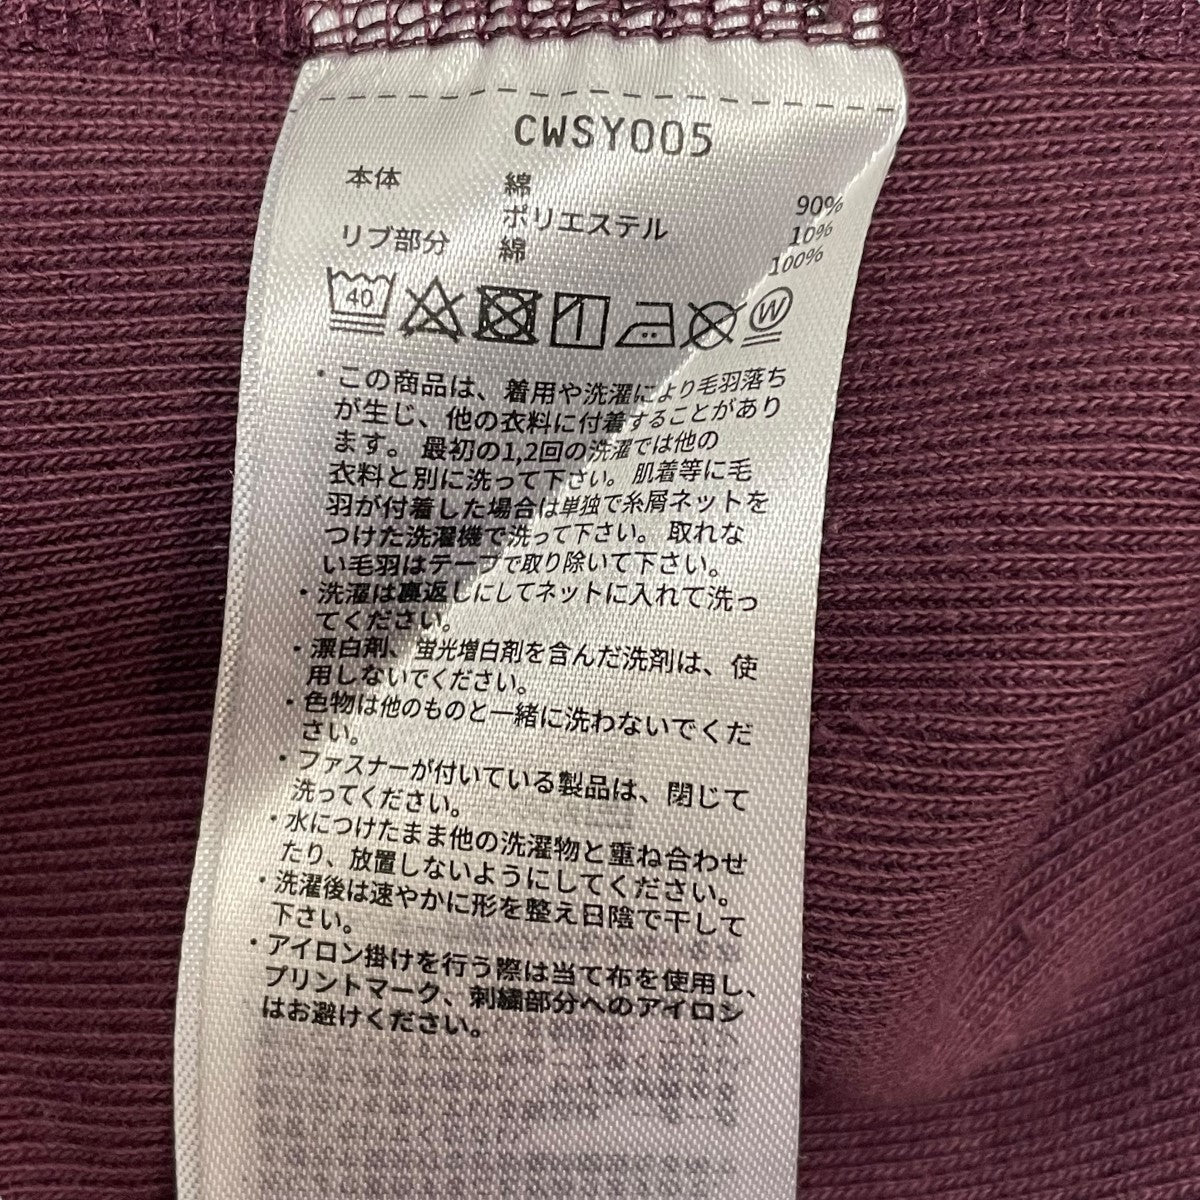 CWSY005
本体 綿 90%
ポリエステル 10%
リブ部分 綿 100%
40 W
・この商品は、着用や洗濯により毛羽落ち
が生じ、他の衣料に付着することがあり
ます。最初の1,2回の洗濯では他の
衣料と別に洗って下さい。肌着等に毛
羽が付着した場合は単独で糸屑ネットを
つけた洗濯機で洗って下さい。取れな
い毛羽はテープで取り除いて下さい。
・洗濯は裏返しにしてネットに入れて洗っ
てください。
・漂白剤、蛍光増白剤を含んだ洗剤は、使
用しないでください。
・色物は他のものと一緒に洗わないでくだ
さい。
・ファスナーが付いている製品は、閉じて
洗ってください。
・水につけたまま他の洗濯物と重ね合わせ
たり、放置しないようにしてください。
・洗濯後は速やかに形を整え日陰で干して
下さい。
・アイロン掛けを行う際は当て布を使用し、
プリントマーク、刺繍部分へのアイロン
はお避けください。